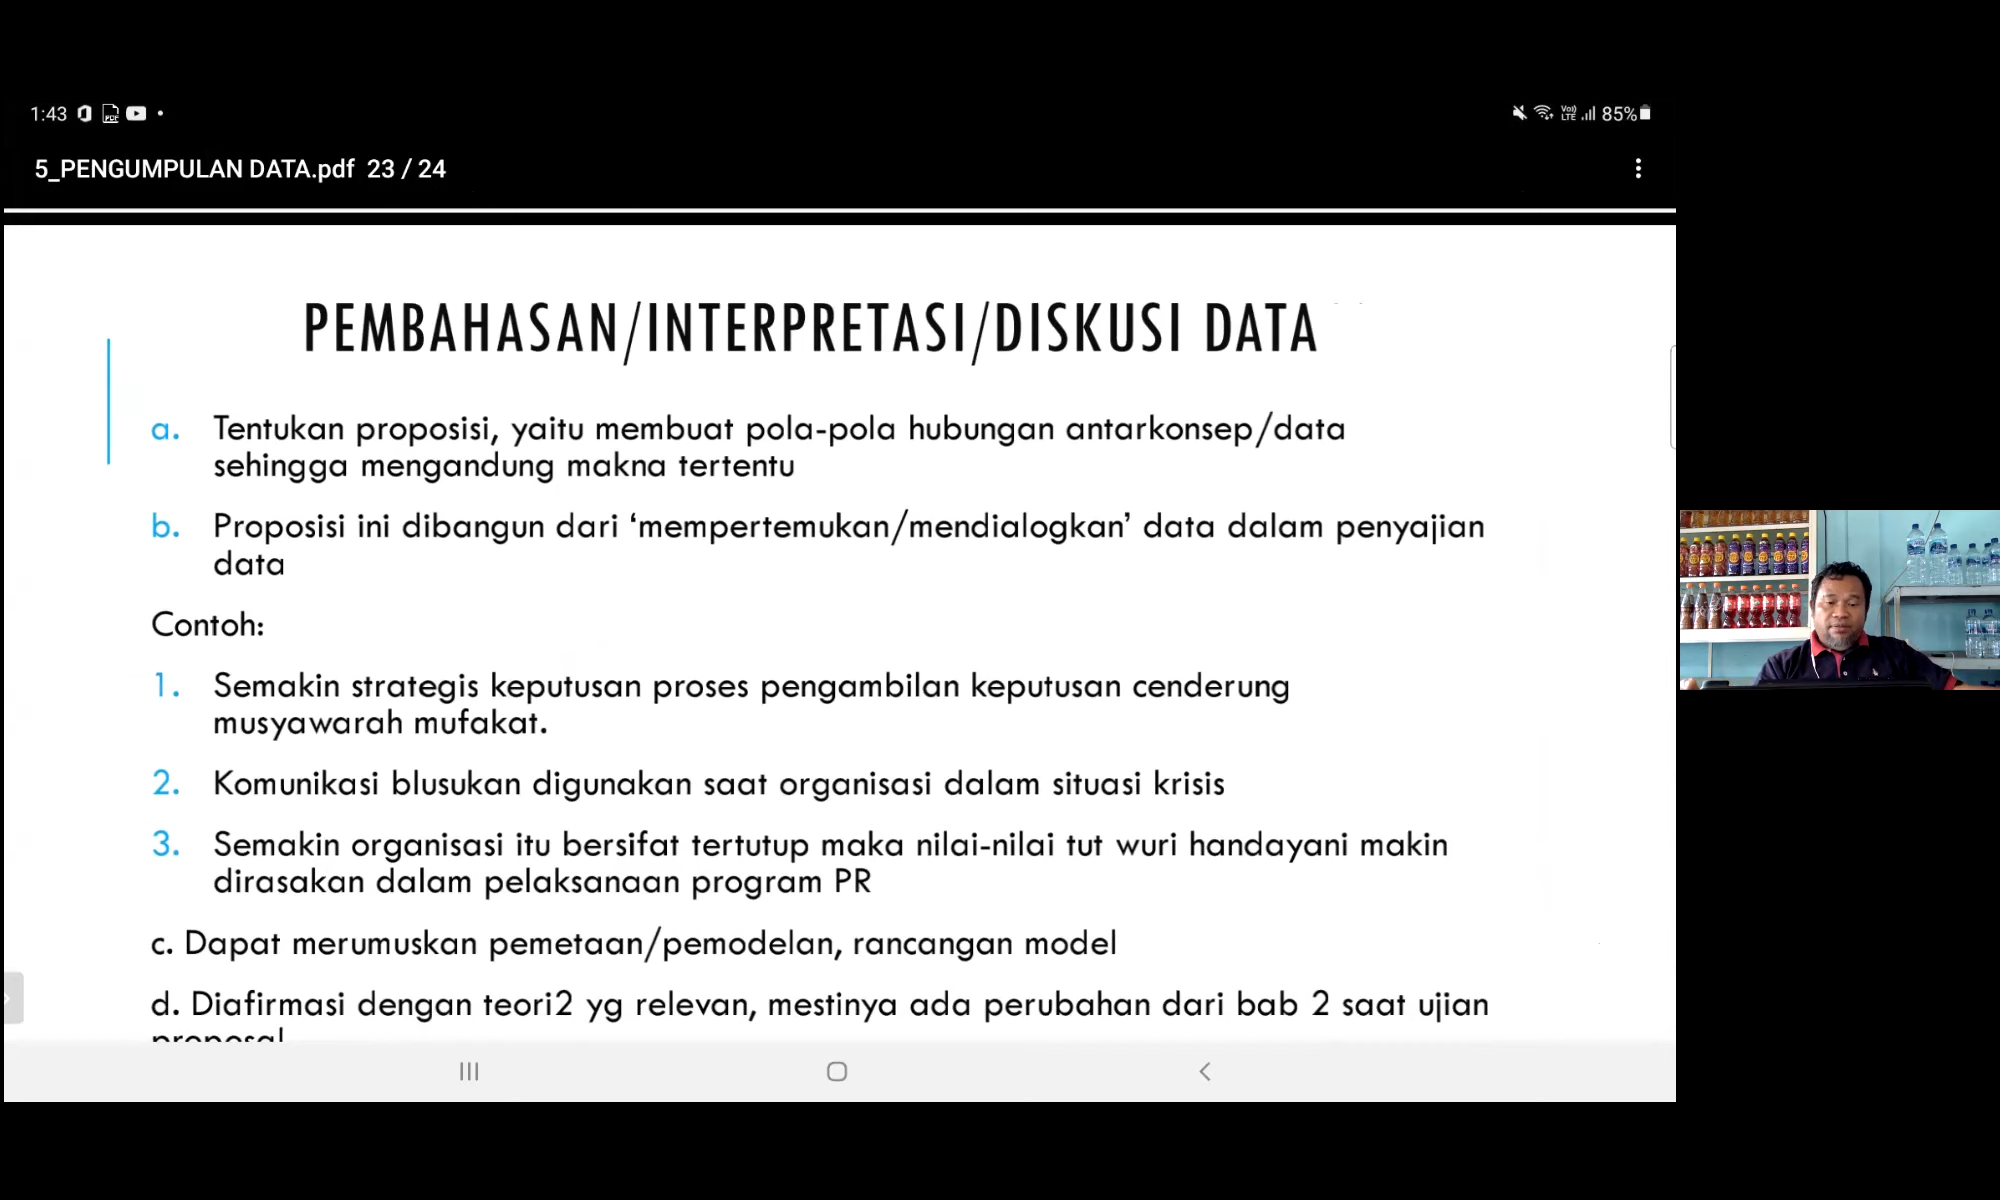 1:43
Vo))
LTE
85%
PDF
5_PENGUMPULAN DATA.pdf 23 / 24
PEMBAHASAN/INTERPRETASI/DISKUSI DATA
a. Tentukan proposisi, yaitu membuat pola-pola hubungan antarkonsep/data
sehingga mengandung makna tertentu
b. Proposisi ini dibangun dari ‘mempertemukan/mendialogkan’ data dalam penyajian
data
Contoh:
1. Semakin strategis keputusan proses pengambilan keputusan cenderung
musyawarah mufakat.
2. Komunikasi blusukan digunakan saat organisasi dalam situasi krisis
3. Semakin organisasi itu bersifat tertutup maka nilai-nilai tut wuri handayani makin
dirasakan dalam pelaksanaan program PR
c. Dapat merumuskan pemetaan/pemodelan, rancangan model
d. Diafirmasi dengan teori2 yg relevan, mestinya ada perubahan dari bab 2 saat ujian
proposal